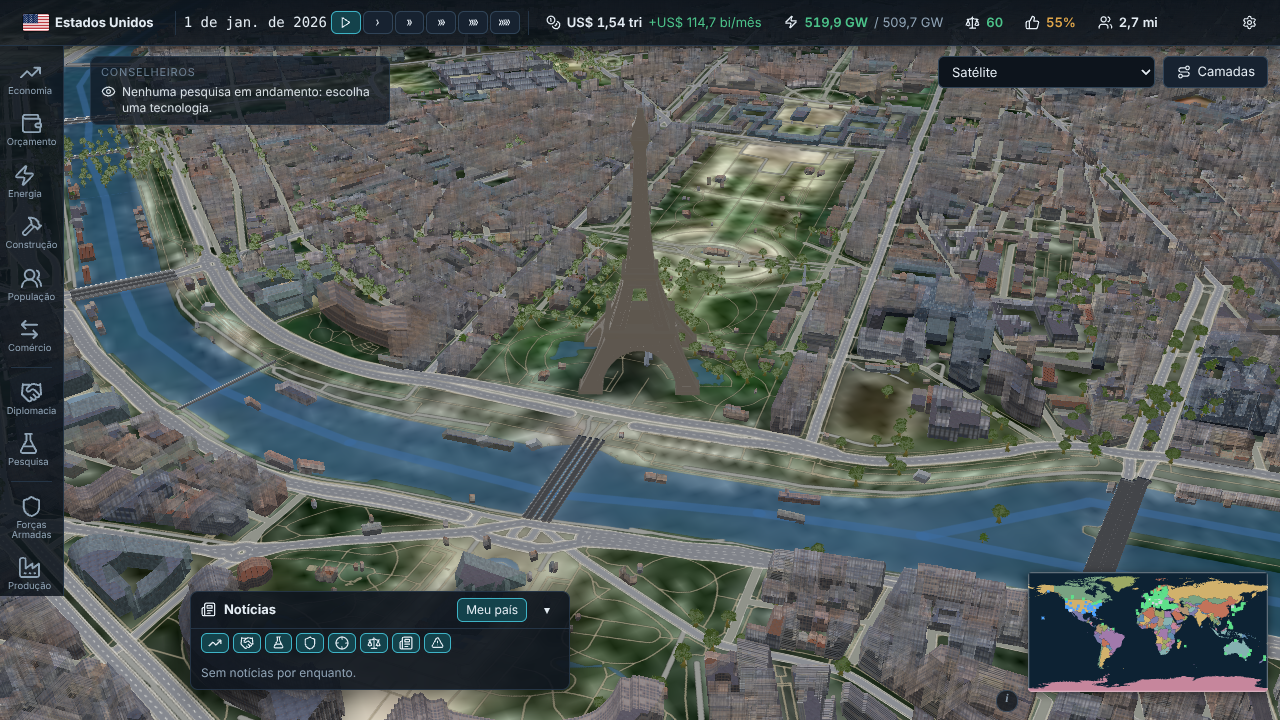 Estados Unidos
1 de jan. de 2026
US$ 1,54 tri +US$ 114,7 bi/mês
519,9 GW / 509,7 GW
60
55%
2,7 mi
Economia
Orçamento
Energia
Construção
População
Comércio
Diplomacia
Pesquisa
Forças
Armadas
Produção
CONSELHEIROS
Nenhuma pesquisa em andamento: escolha
uma tecnologia.
Satélite
Camadas
Notícias
Meu país
Sem notícias por enquanto.
i